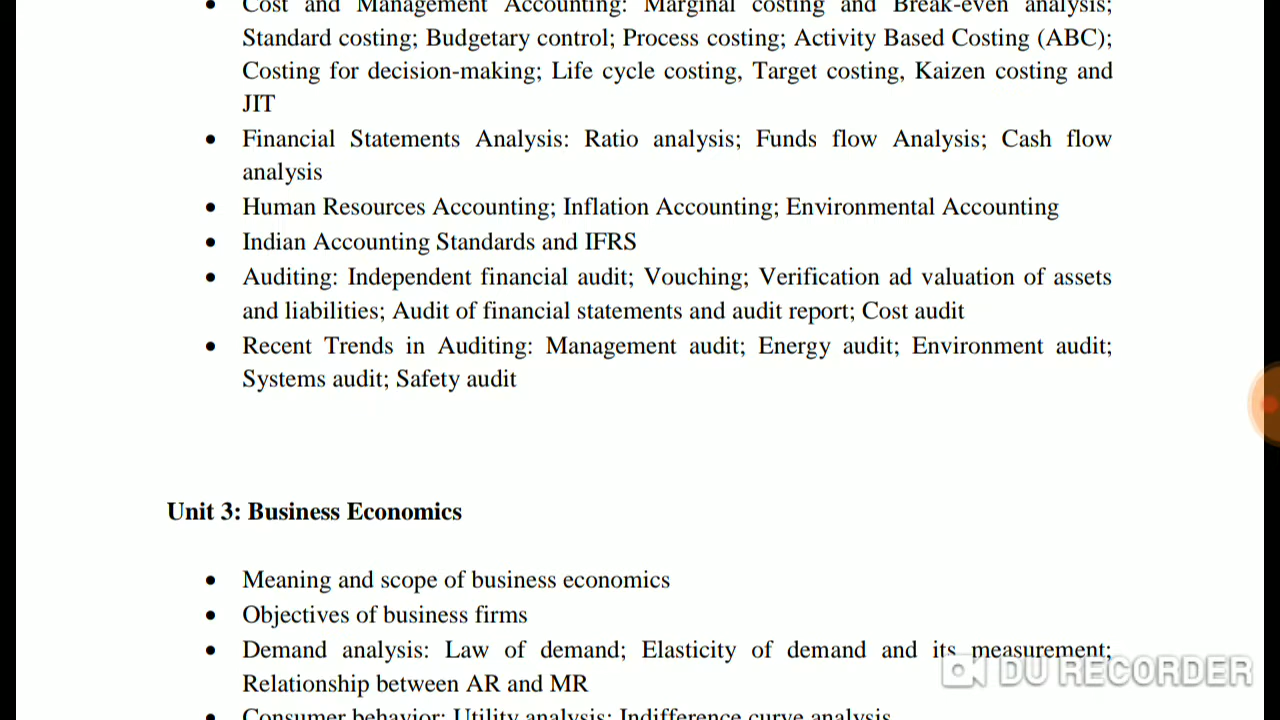 • Cost and Management Accounting: Marginal costing and Break-even analysis;
Standard costing; Budgetary control; Process costing; Activity Based Costing (ABC);
Costing for decision-making; Life cycle costing, Target costing, Kaizen costing and
JIT
• Financial Statements Analysis: Ratio analysis; Funds flow Analysis; Cash flow
analysis
• Human Resources Accounting; Inflation Accounting; Environmental Accounting
• Indian Accounting Standards and IFRS
• Auditing: Independent financial audit; Vouching; Verification ad valuation of assets
and liabilities; Audit of financial statements and audit report; Cost audit
• Recent Trends in Auditing: Management audit; Energy audit; Environment audit;
Systems audit; Safety audit
Unit 3: Business Economics
• Meaning and scope of business economics
• Objectives of business firms
• Demand analysis: Law of demand; Elasticity of demand and its measurement;
Relationship between AR and MR
DU RECORDER
• Consumer behavior; Utility analysis; Indifference curve analysis